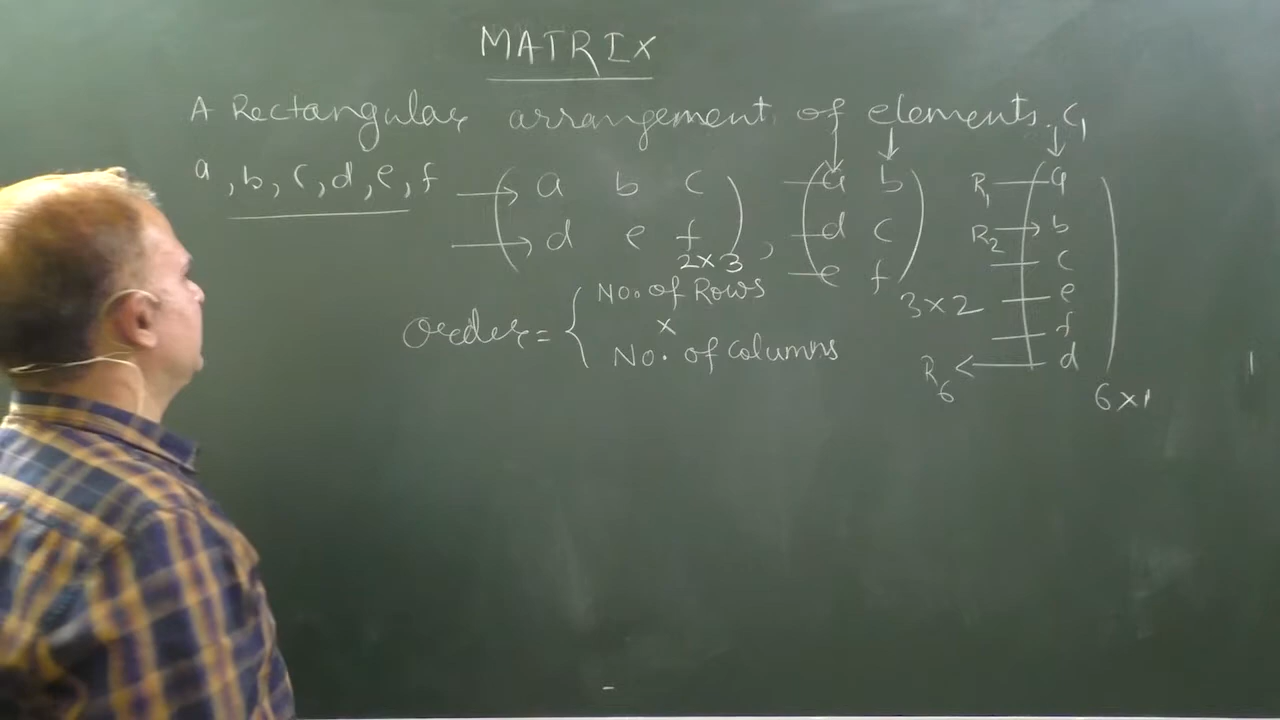 MATRIX
A Rectangular arrangement of elements. C1
a, b, c, d, e, f
a b c
d e f
2×3
,
a b
d c
e f
3×2
R1 a
R2 b
c
e
f
R6 d
6×1
Order = { No. of Rows
×
No. of columns